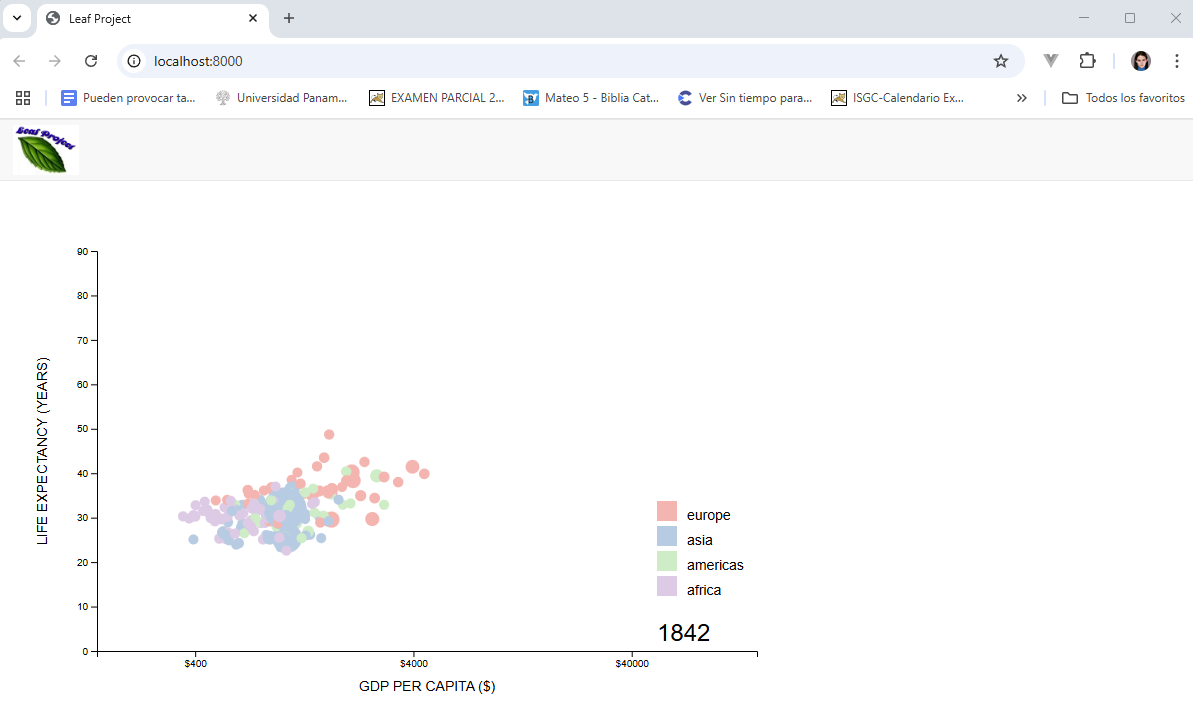 Leaf Project
localhost:8000
Pueden provocar ta...
Universidad Panam...
EXAMEN PARCIAL 2...
Mateo 5 - Biblia Cat...
Ver Sin tiempo para...
ISGC-Calendario Ex...
Todos los favoritos
Leaf Project
90
80
70
60
50
40
30
20
10
0
LIFE EXPECTANCY (YEARS)
europe
asia
americas
africa
1842
$400
$4000
$40000
GDP PER CAPITA ($)